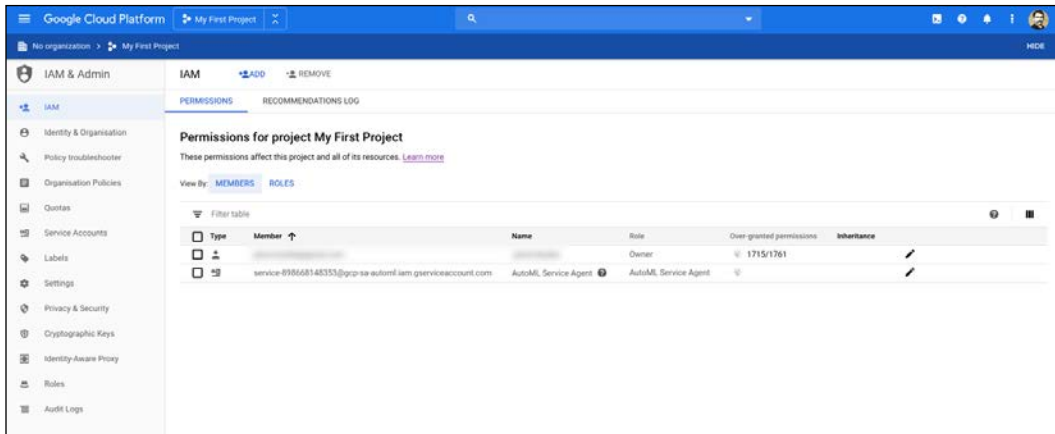 Google Cloud Platform My First Project
No organization > My First Project HIDE
IAM & Admin
IAM
Identity & Organisation
Policy troubleshooter
Organisation Policies
Quotas
Service Accounts
Labels
Settings
Privacy & Security
Cryptographic Keys
Identity-Aware Proxy
Roles
Audit Logs
IAM ADD REMOVE
PERMISSIONS RECOMMENDATIONS LOG
Permissions for project My First Project
These permissions affect this project and all of its resources. Learn more
View By: MEMBERS ROLES
Filter table
Type Member Name Role Over-granted permissions Inheritance
Owner 1715/1761
service-898668148353@gcp-sa-automl.iam.gserviceaccount.com AutoML Service Agent AutoML Service Agent